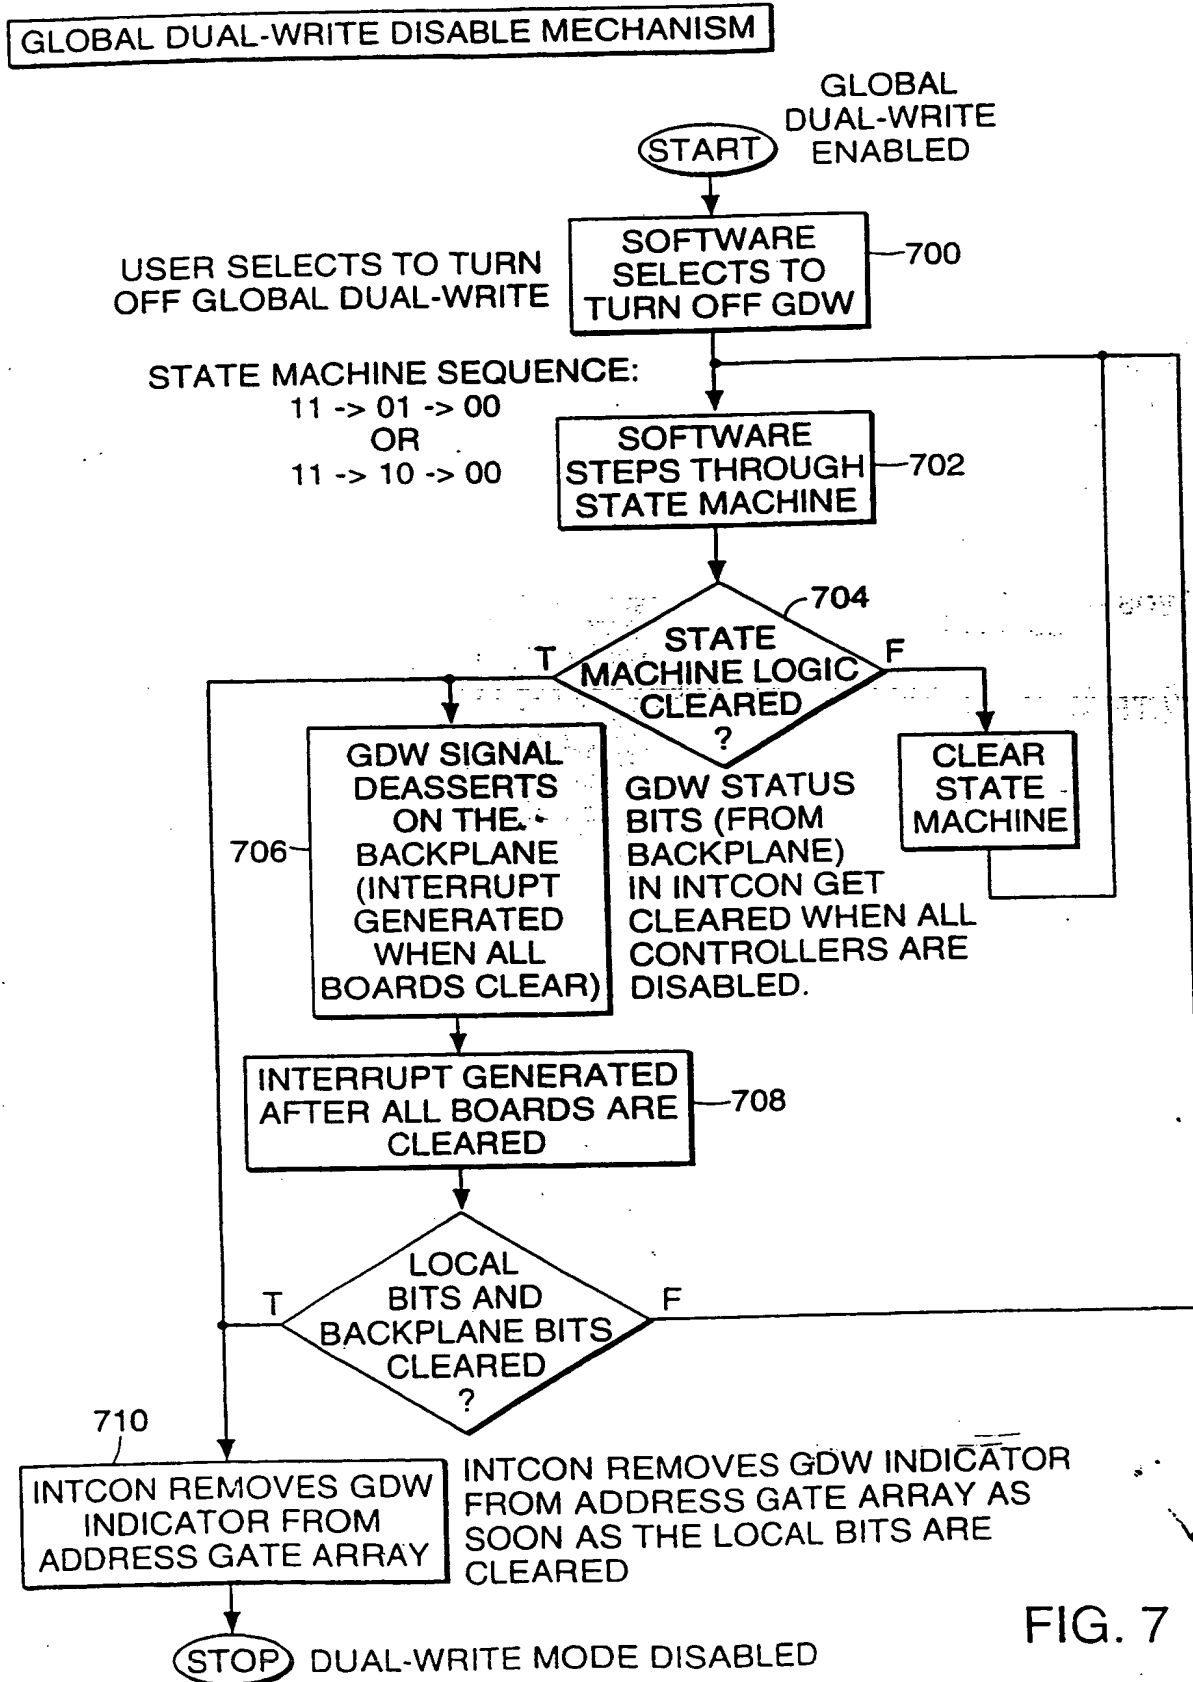 GLOBAL DUAL-WRITE DISABLE MECHANISM
GLOBAL
DUAL-WRITE
ENABLED
START
USER SELECTS TO TURN
OFF GLOBAL DUAL-WRITE
SOFTWARE
SELECTS TO
TURN OFF GDW
700
STATE MACHINE SEQUENCE:
11 -> 01 -> 00
OR
11 -> 10 -> 00
SOFTWARE
STEPS THROUGH
STATE MACHINE
702
704
T
STATE
MACHINE LOGIC
CLEARED
?
F
706
GDW SIGNAL
DEASSERTS
ON THE
BACKPLANE
(INTERRUPT
GENERATED
WHEN ALL
BOARDS CLEAR)
GDW STATUS
BITS (FROM
BACKPLANE)
IN INTCON GET
CLEARED WHEN ALL
CONTROLLERS ARE
DISABLED.
CLEAR
STATE
MACHINE
INTERRUPT GENERATED
AFTER ALL BOARDS ARE
CLEARED
708
T
LOCAL
BITS AND
BACKPLANE BITS
CLEARED
?
F
710
INTCON REMOVES GDW
INDICATOR FROM
ADDRESS GATE ARRAY
INTCON REMOVES GDW INDICATOR
FROM ADDRESS GATE ARRAY AS
SOON AS THE LOCAL BITS ARE
CLEARED
STOP
DUAL-WRITE MODE DISABLED
FIG. 7